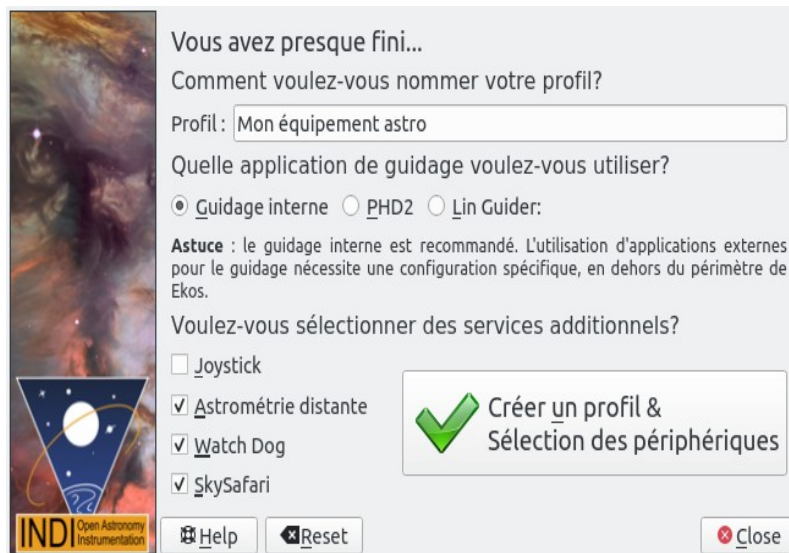 Vous avez presque fini...
Comment voulez-vous nommer votre profil?
Profil : Mon équipement astro
Quelle application de guidage voulez-vous utiliser?
Guidage interne PHD2 Lin Guider:
Astuce : le guidage interne est recommandé. L'utilisation d'applications externes
pour le guidage nécessite une configuration spécifique, en dehors du périmètre de
Ekos.
Voulez-vous sélectionner des services additionnels?
Joystick
Astrométrie distante
Watch Dog
SkySafari
Créer un profil &
Sélection des périphériques
INDI Open Astronomy
Instrumentation
Help Reset Close